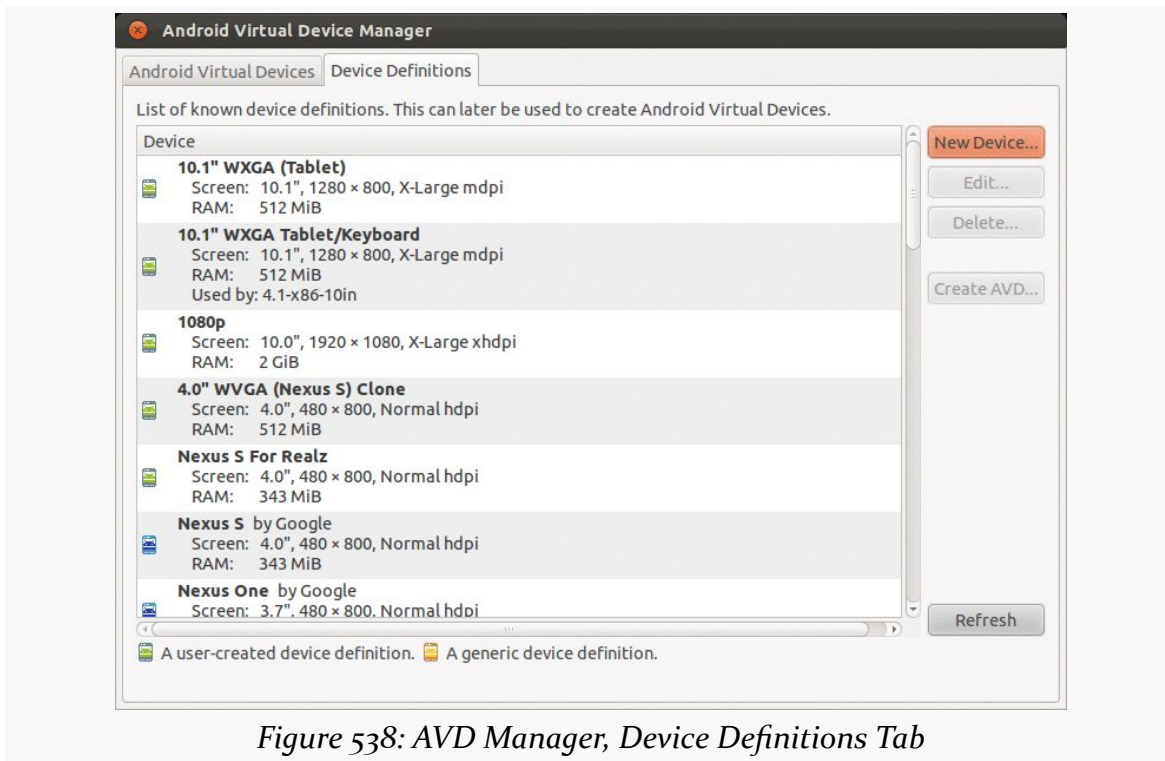 Android Virtual Device Manager
Android Virtual Devices Device Definitions
List of known device definitions. This can later be used to create Android Virtual Devices.
Device
New Device...
Edit...
Delete...
Create AVD...
10.1" WXGA (Tablet)
Screen: 10.1", 1280 × 800, X-Large mdpi
RAM: 512 MiB
10.1" WXGA Tablet/Keyboard
Screen: 10.1", 1280 × 800, X-Large mdpi
RAM: 512 MiB
Used by: 4.1-x86-10in
1080p
Screen: 10.0", 1920 × 1080, X-Large xhdpi
RAM: 2 GiB
4.0" WVGA (Nexus S) Clone
Screen: 4.0", 480 × 800, Normal hdpi
RAM: 512 MiB
Nexus S For Realz
Screen: 4.0", 480 × 800, Normal hdpi
RAM: 343 MiB
Nexus S by Google
Screen: 4.0", 480 × 800, Normal hdpi
RAM: 343 MiB
Nexus One by Google
Screen: 3.7", 480 × 800, Normal hdpi
Refresh
A user-created device definition. A generic device definition.
Figure 538: AVD Manager, Device Definitions Tab